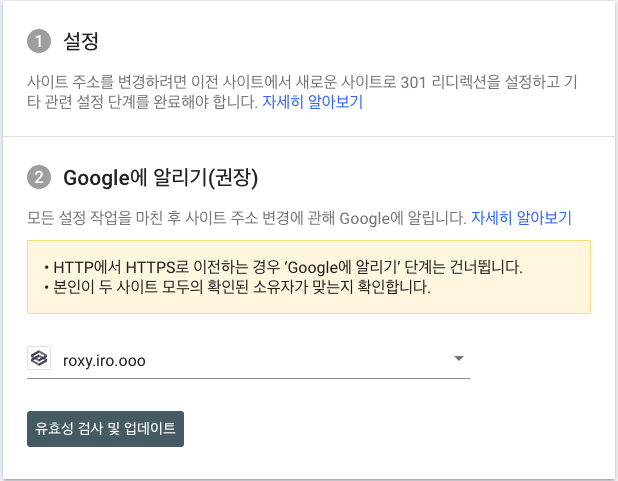 1 설정
사이트 주소를 변경하려면 이전 사이트에서 새로운 사이트로 301 리디렉션을 설정하고 기
타 관련 설정 단계를 완료해야 합니다. 자세히 알아보기
2 Google에 알리기(권장)
모든 설정 작업을 마친 후 사이트 주소 변경에 관해 Google에 알립니다. 자세히 알아보기
• HTTP에서 HTTPS로 이전하는 경우 ‘Google에 알리기’ 단계는 건너뜁니다.
• 본인이 두 사이트 모두의 확인된 소유자가 맞는지 확인합니다.
roxy.iro.ooo
유효성 검사 및 업데이트